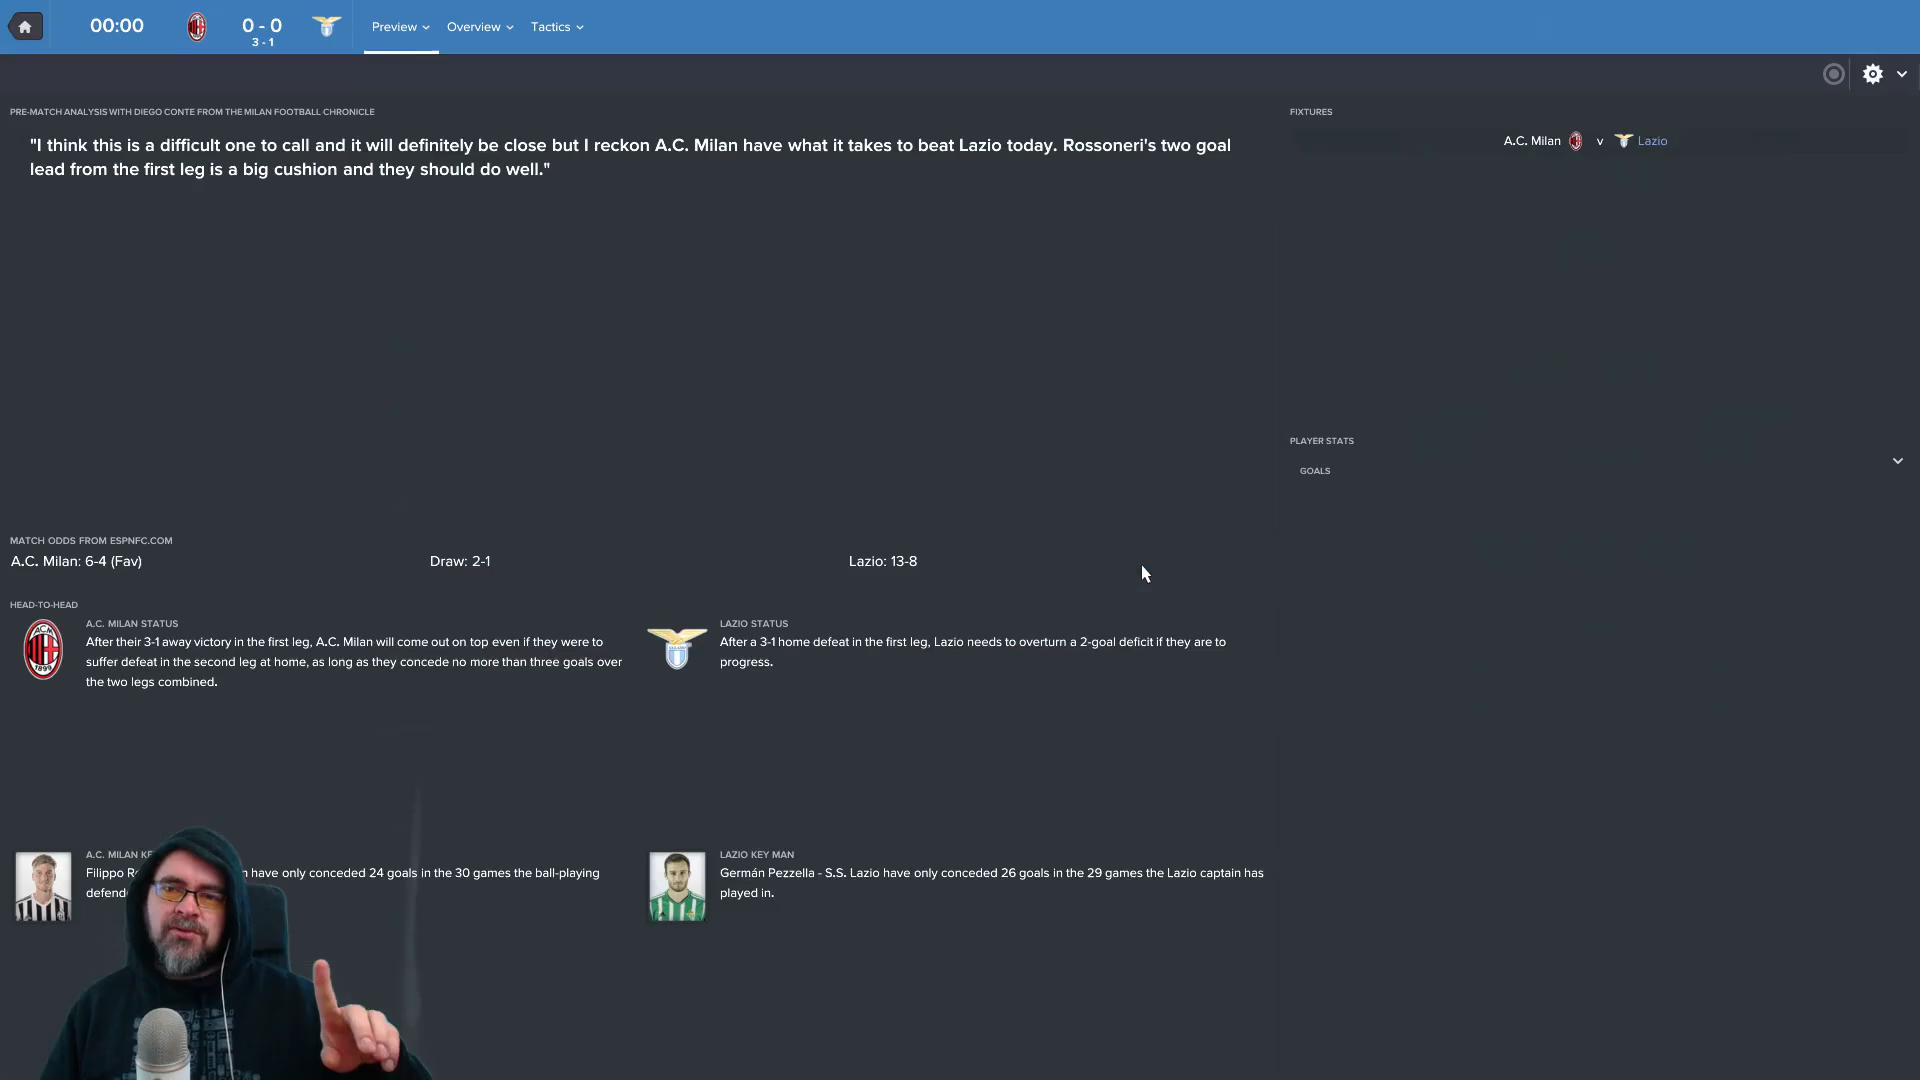 00:00
0 - 0
3 - 1
Preview
Overview
Tactics
PRE-MATCH ANALYSIS WITH DIEGO CONTE FROM THE MILAN FOOTBALL CHRONICLE
"I think this is a difficult one to call and it will definitely be close but I reckon A.C. Milan have what it takes to beat Lazio today. Rossoneri's two goal
lead from the first leg is a big cushion and they should do well."
FIXTURES
A.C. Milan v Lazio
PLAYER STATS
GOALS
MATCH ODDS FROM ESPNFC.COM
A.C. Milan: 6-4 (Fav)
Draw: 2-1
Lazio: 13-8
HEAD-TO-HEAD
ACM
1899
A.C. MILAN STATUS
After their 3-1 away victory in the first leg, A.C. Milan will come out on top even if they were to
suffer defeat in the second leg at home, as long as they concede no more than three goals over
the two legs combined.
LAZIO STATUS
After a 3-1 home defeat in the first leg, Lazio needs to overturn a 2-goal deficit if they are to
progress.
A.C. MILAN
Filippo
have only conceded 24 goals in the 30 games the ball-playing
LAZIO KEY MAN
Germán Pezzella - S.S. Lazio have only conceded 26 goals in the 29 games the Lazio captain has
played in.